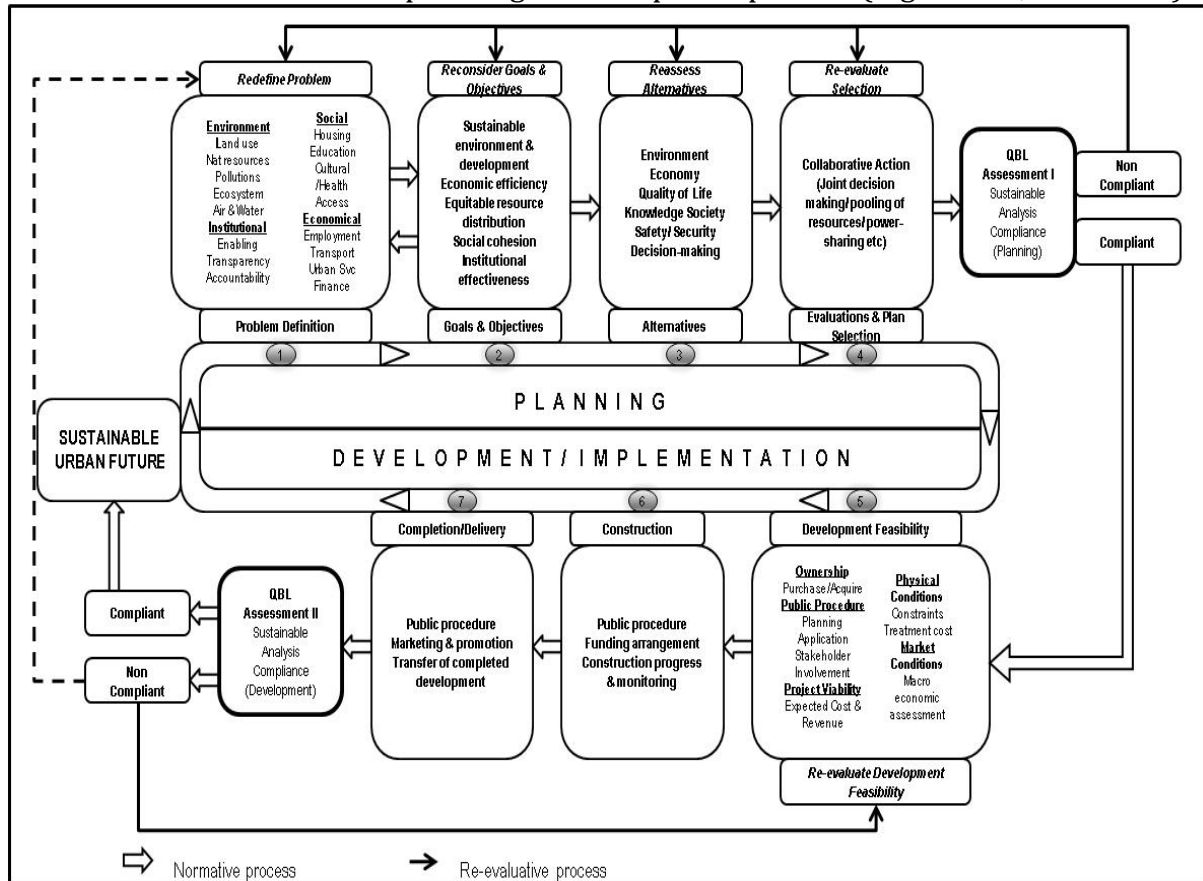 Redefine Problem
Reconsider Goals &
Objectives
Reassess
Alternatives
Re-evaluate
Selection
Environment
Land use
Nat resources
Pollutions
Ecosystem
Air & Water
Institutional
Enabling
Transparency
Accountability
Social
Housing
Education
Cultural
/Health
Access
Economical
Employment
Transport
Urban Svc
Finance
Sustainable
environment &
development
Economic efficiency
Equitable resource
distribution
Social cohesion
Institutional
effectiveness
Environment
Economy
Quality of Life
Knowledge Society
Safety/ Security
Decision-making
Collaborative Action
(Joint decision
making/pooling of
resources/power-
sharing etc)
QBL
Assessment I
Sustainable
Analysis
Compliance
(Planning)
Non
Compliant
Compliant
Problem Definition
Goals & Objectives
Alternatives
Evaluations & Plan
Selection
1
2
3
4
PLANNING
SUSTAINABLE
URBAN FUTURE
DEVELOPMENT/ IMPLEMENTATION
7
6
5
Completion/Delivery
Construction
Development Feasibility
Compliant
Non
Compliant
QBL
Assessment II
Sustainable
Analysis
Compliance
(Development)
Public procedure
Marketing & promotion
Transfer of completed
development
Public procedure
Funding arrangement
Construction progress
& monitoring
Ownership
Purchase/Acquire
Public Procedure
Planning
Application
Stakeholder
Involvement
Project Viability
Expected Cost &
Revenue
Physical
Conditions
Constraints
Treatment cost
Market
Conditions
Macro
economic
assessment
Re-evaluate Development
Feasibility
Normative process
Re-evaluative process